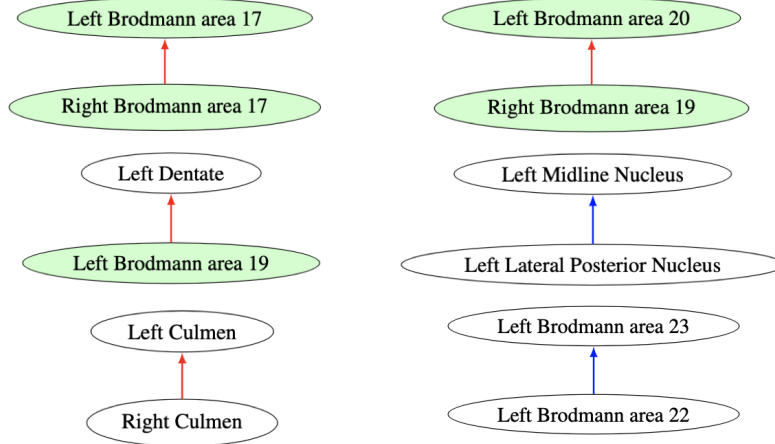 Left Brodmann area 17
Right Brodmann area 17
Left Dentate
Left Brodmann area 19
Left Culmen
Right Culmen
Left Brodmann area 20
Right Brodmann area 19
Left Midline Nucleus
Left Lateral Posterior Nucleus
Left Brodmann area 23
Left Brodmann area 22